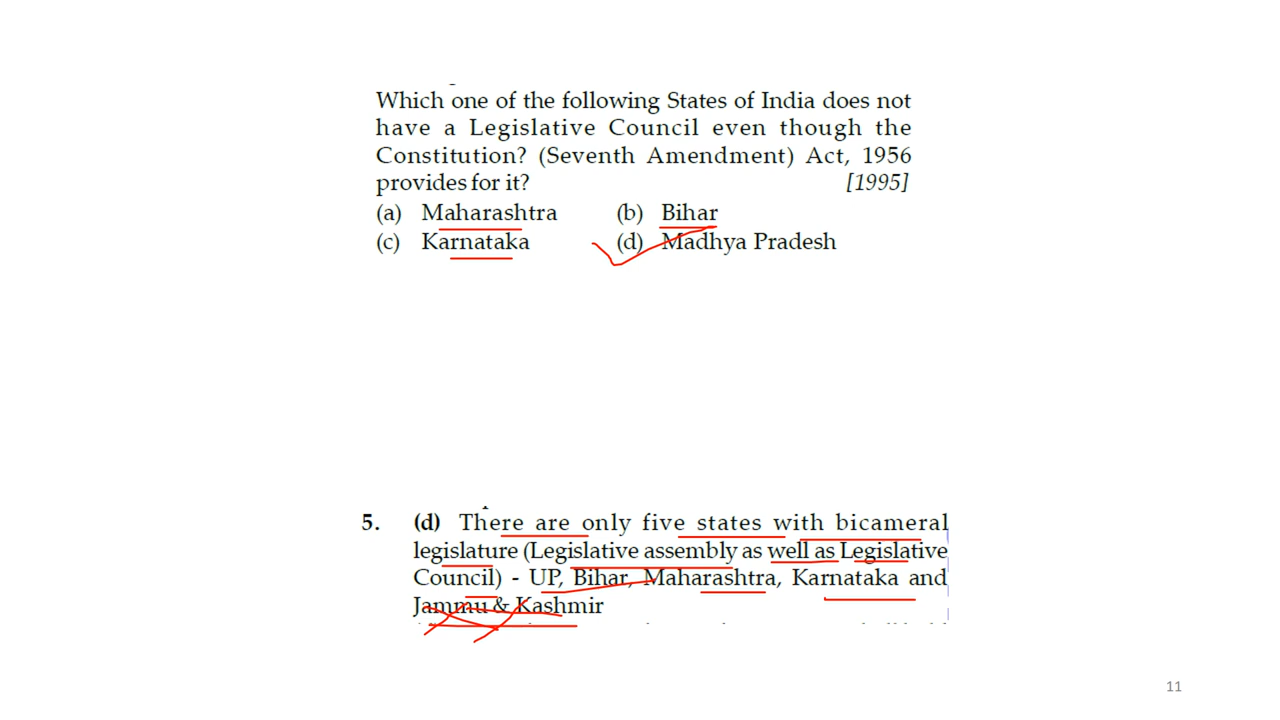 Which one of the following States of India does not
have a Legislative Council even though the
Constitution? (Seventh Amendment) Act, 1956
provides for it? [1995]
(a) Maharashtra (b) Bihar
(c) Karnataka (d) Madhya Pradesh
5. (d) There are only five states with bicameral
legislature (Legislative assembly as well as Legislative
Council) - UP, Bihar, Maharashtra, Karnataka and
Jammu & Kashmir
11